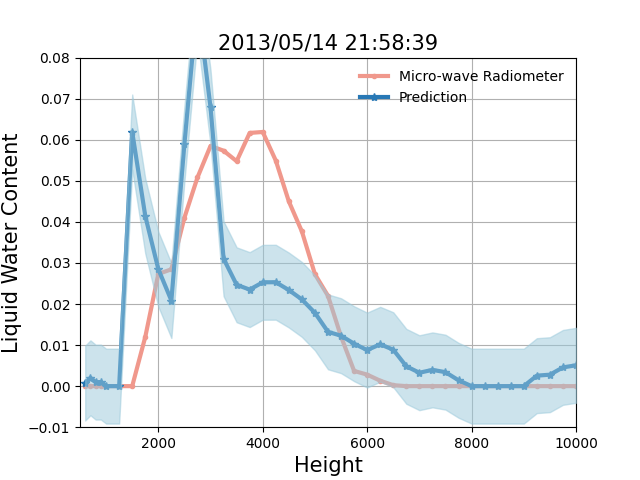 2013/05/14 21:58:39
Micro-wave Radiometer
Prediction
Liquid Water Content
0.08
0.07
0.06
0.05
0.04
0.03
0.02
0.01
0.00
−0.01
2000 4000 6000 8000 10000
Height